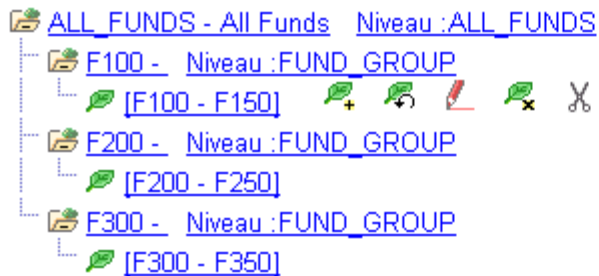 ALL_FUNDS - All Funds Niveau :ALL_FUNDS
F100 - Niveau :FUND_GROUP
[F100 - F150]
F200 - Niveau :FUND_GROUP
[F200 - F250]
F300 - Niveau :FUND_GROUP
[F300 - F350]